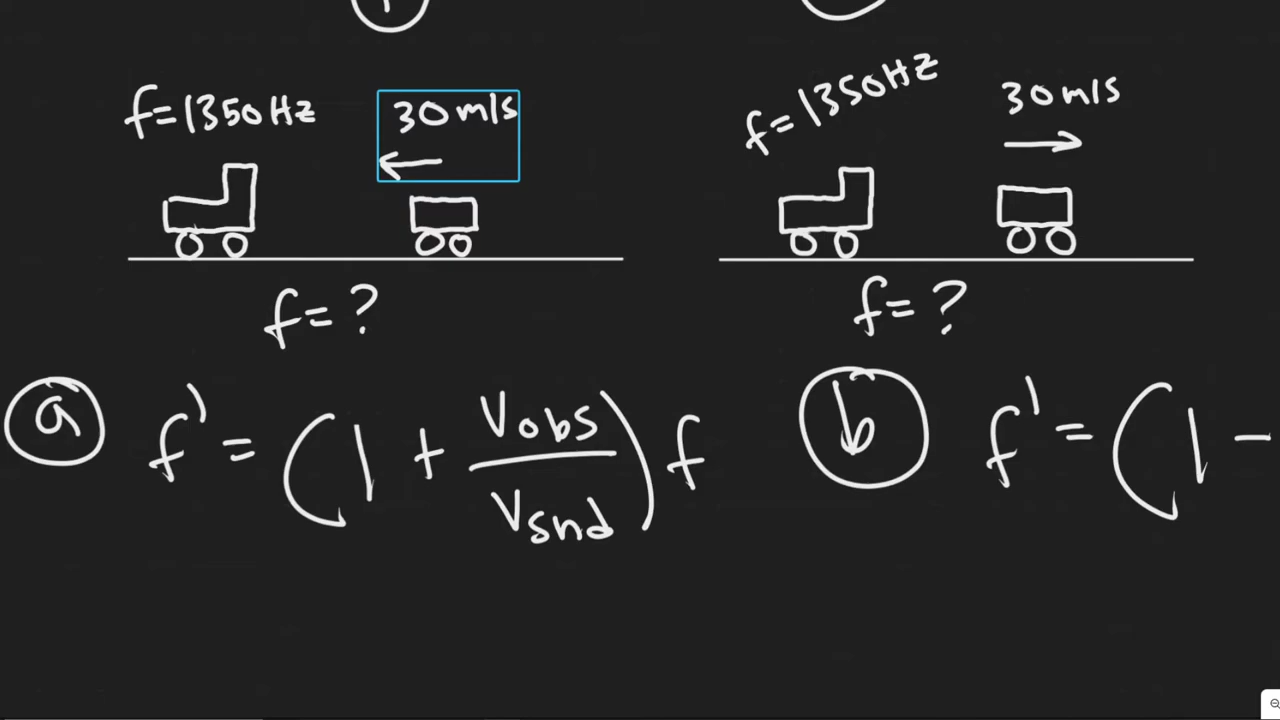 f=1350Hz
30m/s
f=1350Hz
30m/s
f=?
f=?
a
f' = (1 + Vobs/Vsnd) f
b
f' = (1 -